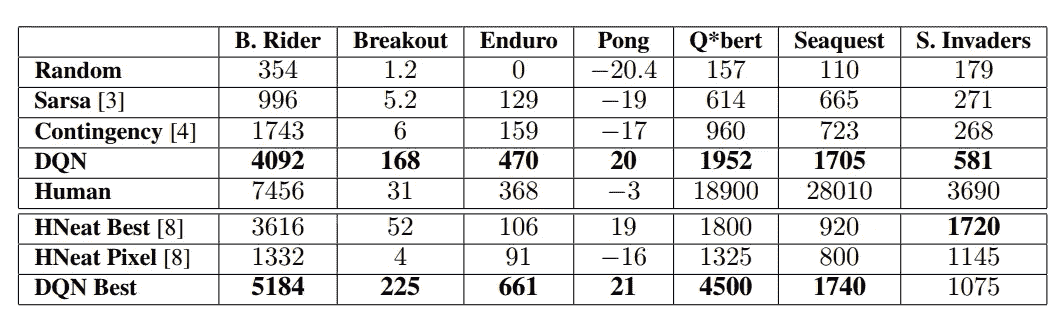 B. Rider Breakout Enduro Pong Q*bert Seaquest S. Invaders
Random 354 1.2 0 −20.4 157 110 179
Sarsa [3] 996 5.2 129 −19 614 665 271
Contingency [4] 1743 6 159 −17 960 723 268
DQN 4092 168 470 20 1952 1705 581
Human 7456 31 368 −3 18900 28010 3690
HNeat Best [8] 3616 52 106 19 1800 920 1720
HNeat Pixel [8] 1332 4 91 −16 1325 800 1145
DQN Best 5184 225 661 21 4500 1740 1075